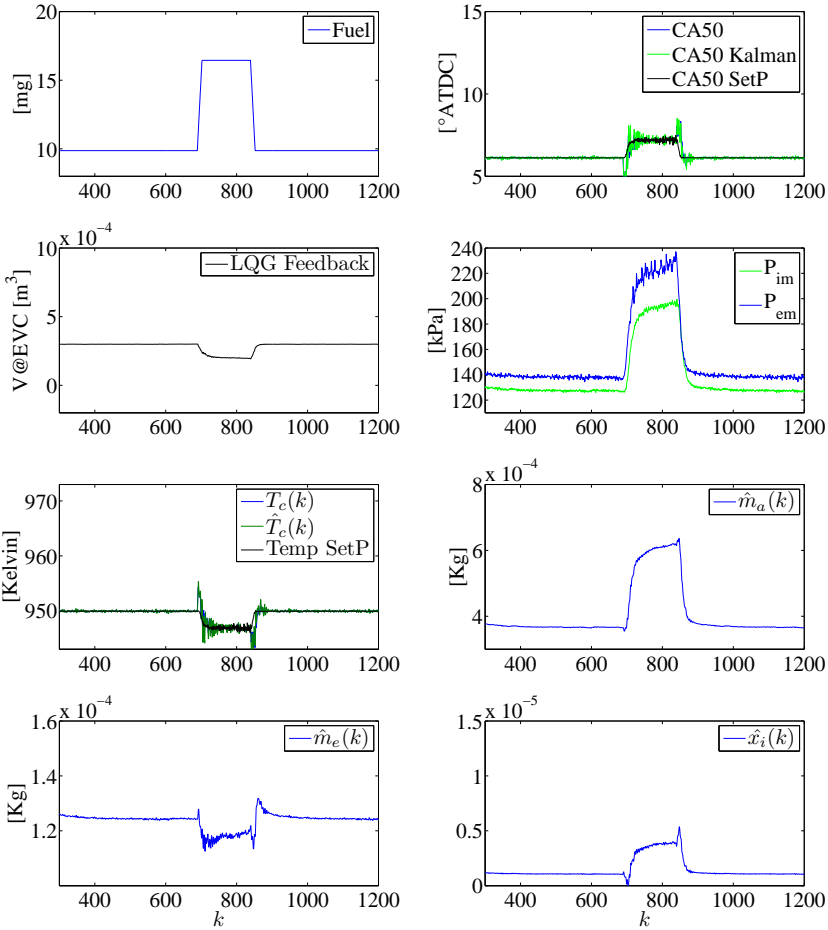 Fuel
[mg]
20
15
10
400 600 800 1000 1200
CA50
CA50 Kalman
CA50 SetP
[°ATDC]
15
10
5
400 600 800 1000 1200
x 10⁻⁴
LQG Feedback
V@EVC [m³]
10
5
0
400 600 800 1000 1200
P_im
P_em
[kPa]
240
220
200
180
160
140
120
400 600 800 1000 1200
T_c(k)
T̂_c(k)
Temp SetP
[Kelvin]
970
960
950
400 600 800 1000 1200
x 10⁻⁴
m̂_a(k)
[Kg]
8
6
4
400 600 800 1000 1200
x 10⁻⁴
m̂_e(k)
[Kg]
1.6
1.4
1.2
400 600 800 1000 1200
k
x 10⁻⁵
x̂_i(k)
1.5
1
0.5
0
400 600 800 1000 1200
k